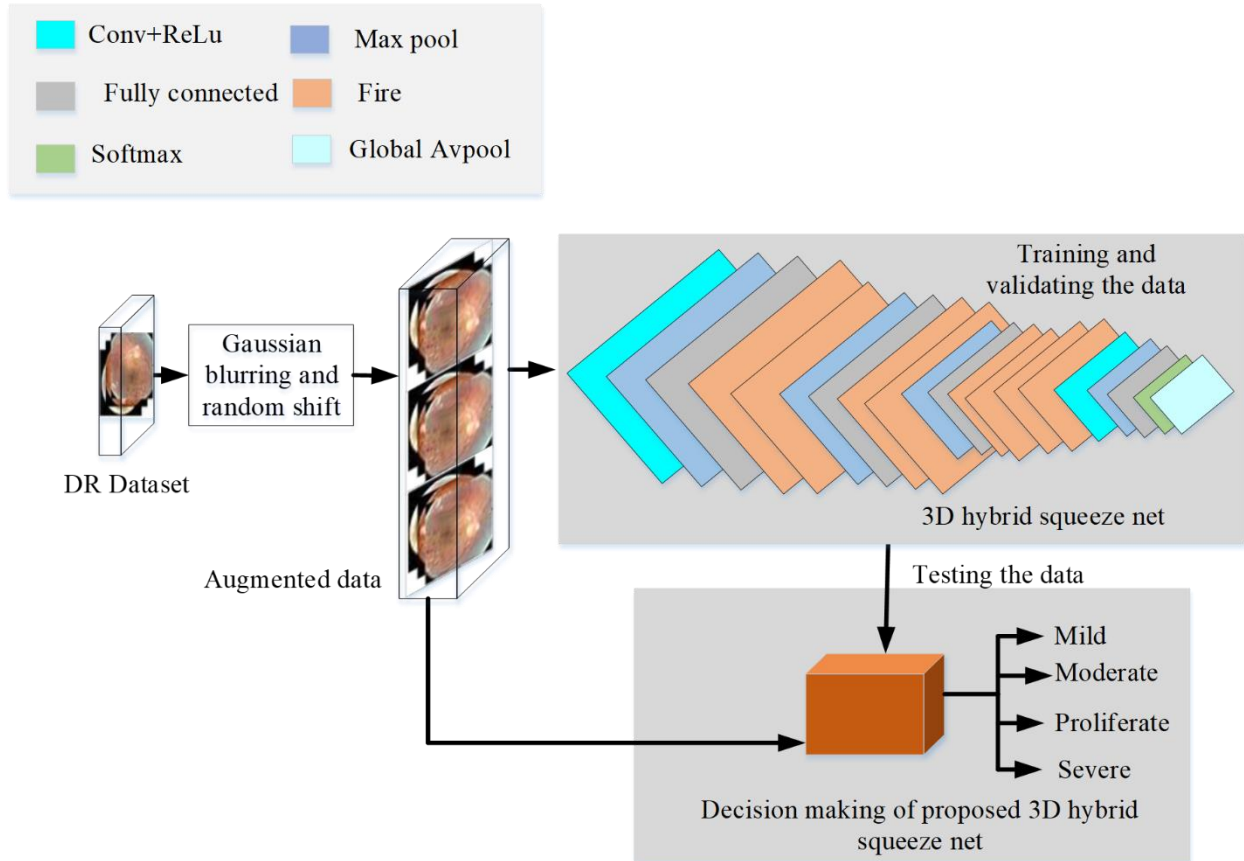 Conv+ReLu
Max pool
Fully connected
Fire
Softmax
Global Avpool
Training and
validating the data
Gaussian
blurring and
random shift
DR Dataset
3D hybrid squeeze net
Augmented data
Testing the data
Mild
Moderate
Proliferate
Severe
Decision making of proposed 3D hybrid
squeeze net